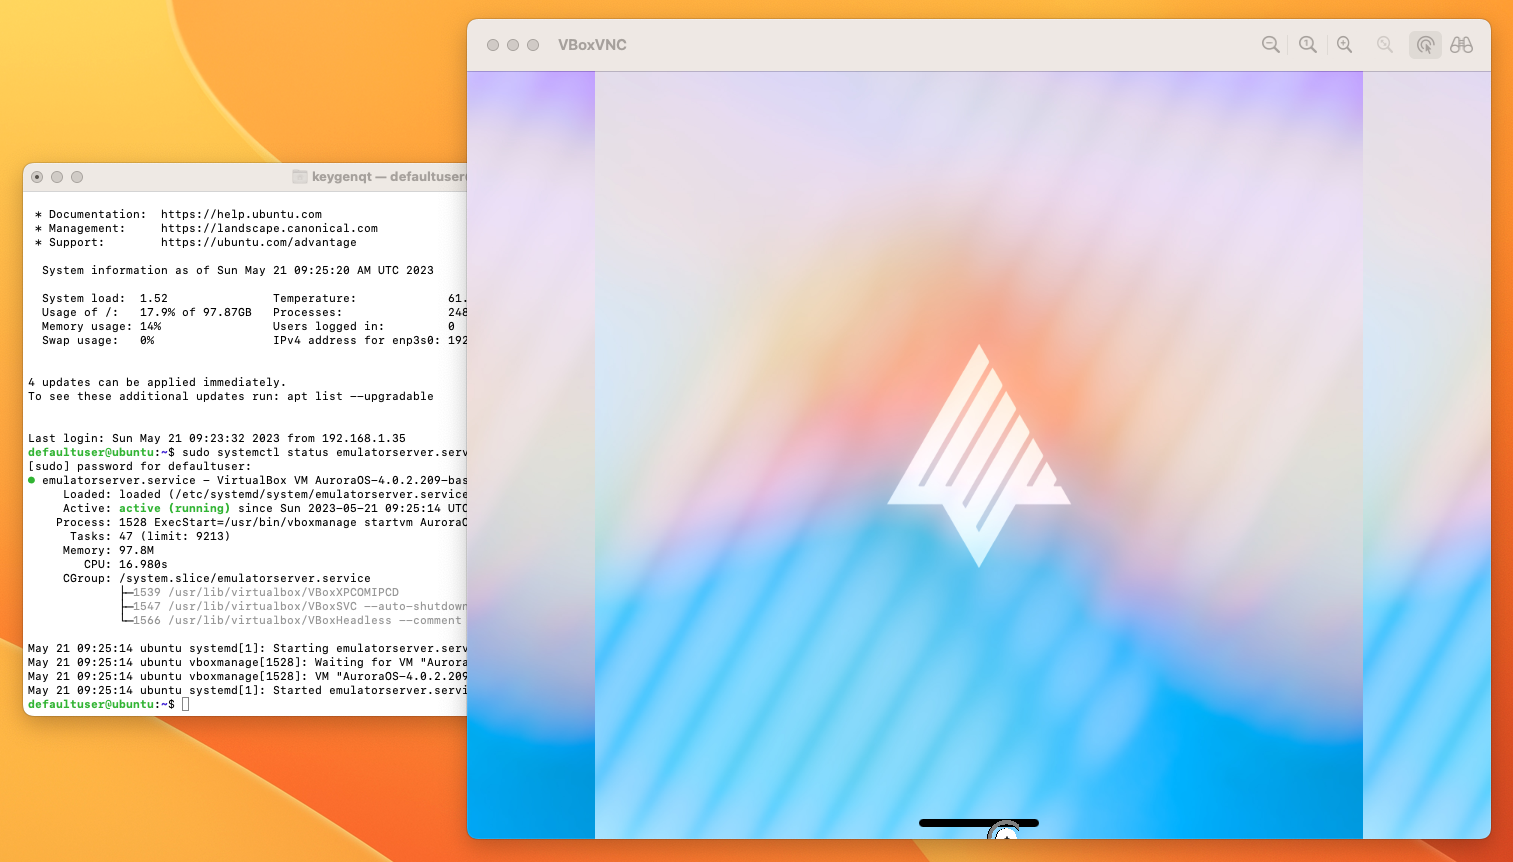 VBoxVNC
keygenqt — defaultuser
* Documentation:  https://help.ubuntu.com
* Management:     https://landscape.canonical.com
* Support:        https://ubuntu.com/advantage
System information as of Sun May 21 09:25:20 AM UTC 2023
System load:  1.52               Temperature:             61.
Usage of /:   17.9% of 97.87GB   Processes:               248
Memory usage: 14%                Users logged in:         0
Swap usage:   0%                 IPv4 address for enp3s0: 192
4 updates can be applied immediately.
To see these additional updates run: apt list --upgradable
Last login: Sun May 21 09:23:32 2023 from 192.168.1.35
defaultuser@ubuntu:~$ sudo systemctl status emulatorserver.serv
[sudo] password for defaultuser:
● emulatorserver.service - VirtualBox VM AuroraOS-4.0.2.209-bas
Loaded: loaded (/etc/systemd/system/emulatorserver.service
Active: active (running) since Sun 2023-05-21 09:25:14 UTC
Process: 1528 ExecStart=/usr/bin/vboxmanage startvm AuroraO
Tasks: 47 (limit: 9213)
Memory: 97.8M
CPU: 16.980s
CGroup: /system.slice/emulatorserver.service
├─1539 /usr/lib/virtualbox/VBoxXPCOMIPCD
├─1547 /usr/lib/virtualbox/VBoxSVC --auto-shutdown
└─1566 /usr/lib/virtualbox/VBoxHeadless --comment
May 21 09:25:14 ubuntu systemd[1]: Starting emulatorserver.serv
May 21 09:25:14 ubuntu vboxmanage[1528]: Waiting for VM "Aurora
May 21 09:25:14 ubuntu vboxmanage[1528]: VM "AuroraOS-4.0.2.209
May 21 09:25:14 ubuntu systemd[1]: Started emulatorserver.servi
defaultuser@ubuntu:~$